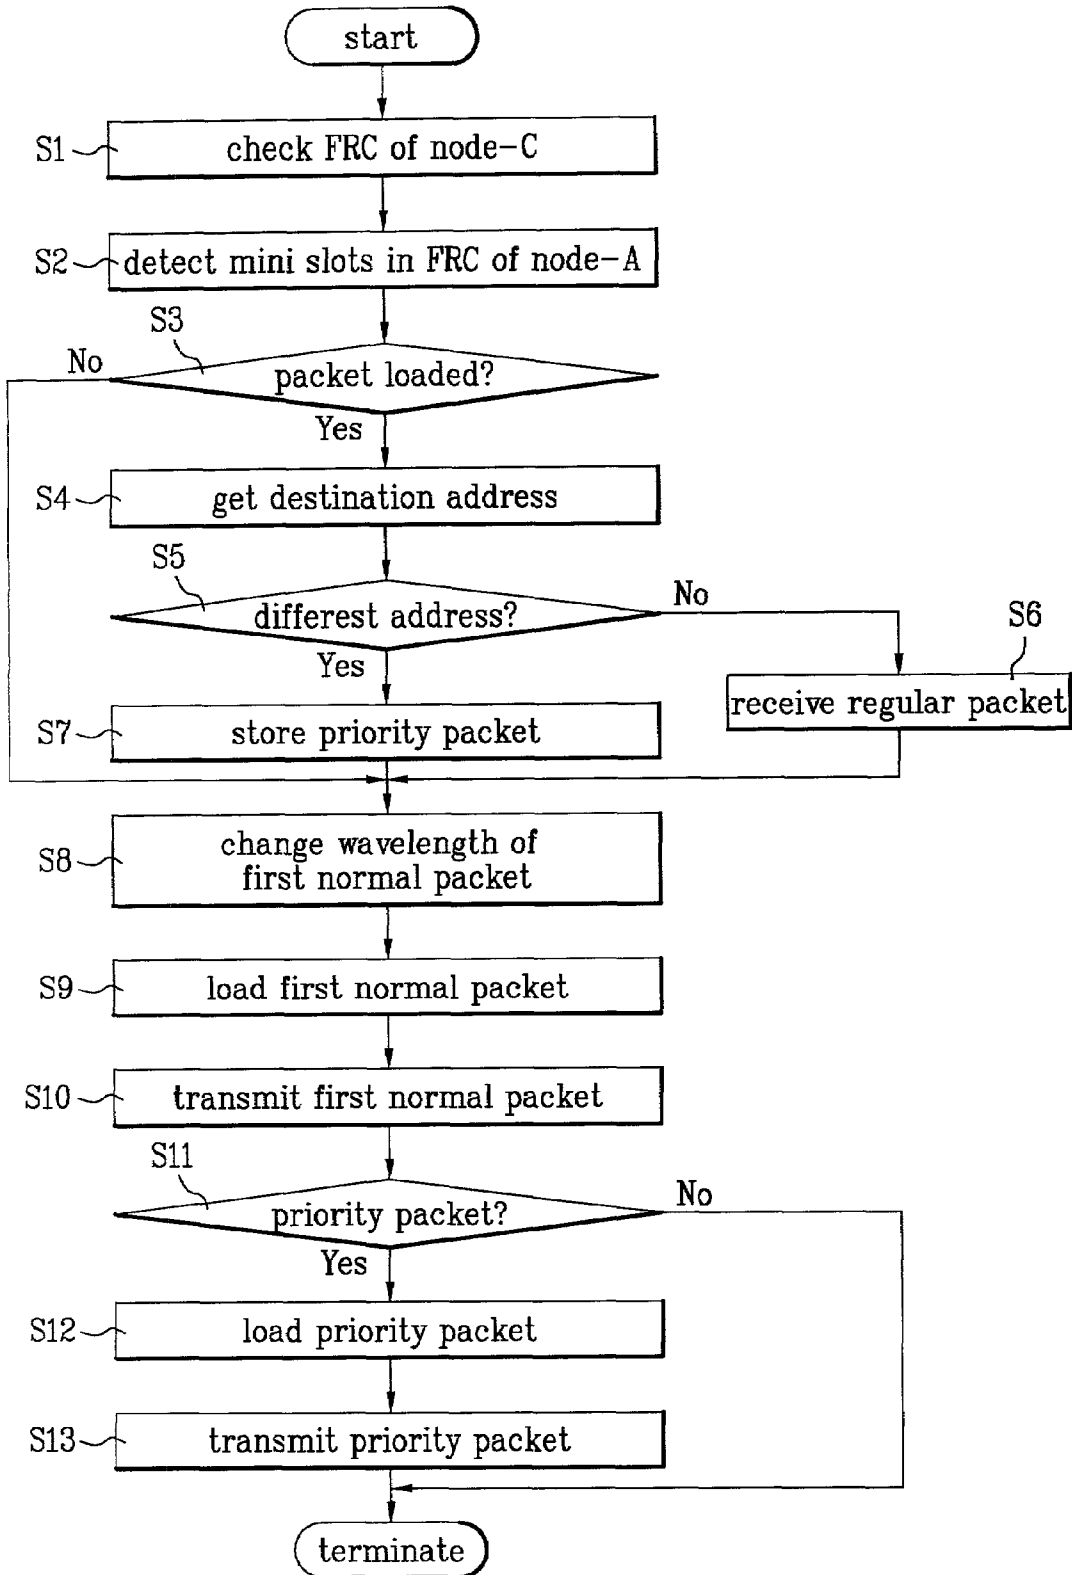 start
S1
check FRC of node-C
S2
detect mini slots in FRC of node-A
S3
No
packet loaded?
Yes
S4
get destination address
S5
No
differest address?
Yes
S6
receive regular packet
S7
store priority packet
S8
change wavelength of
first normal packet
S9
load first normal packet
S10
transmit first normal packet
S11
No
priority packet?
Yes
S12
load priority packet
S13
transmit priority packet
terminate